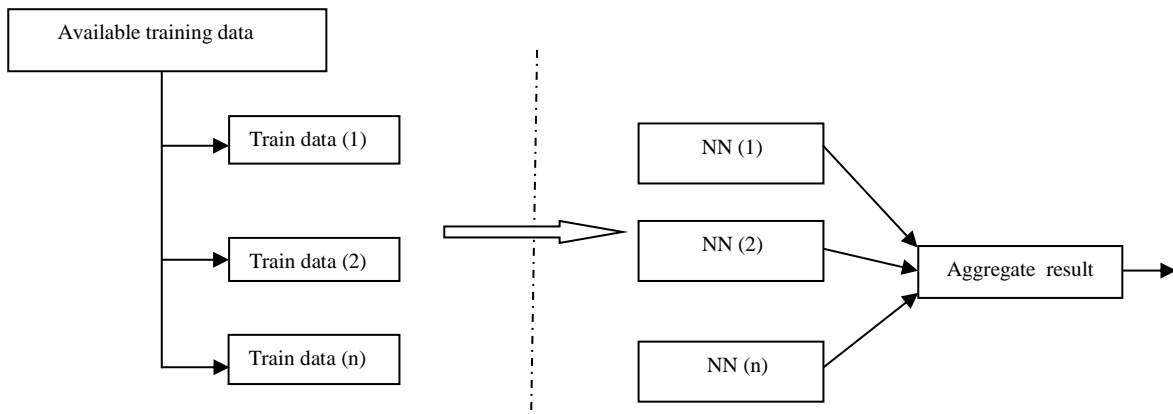 Available training data
Train data (1)
Train data (2)
Train data (n)
NN (1)
NN (2)
NN (n)
Aggregate result